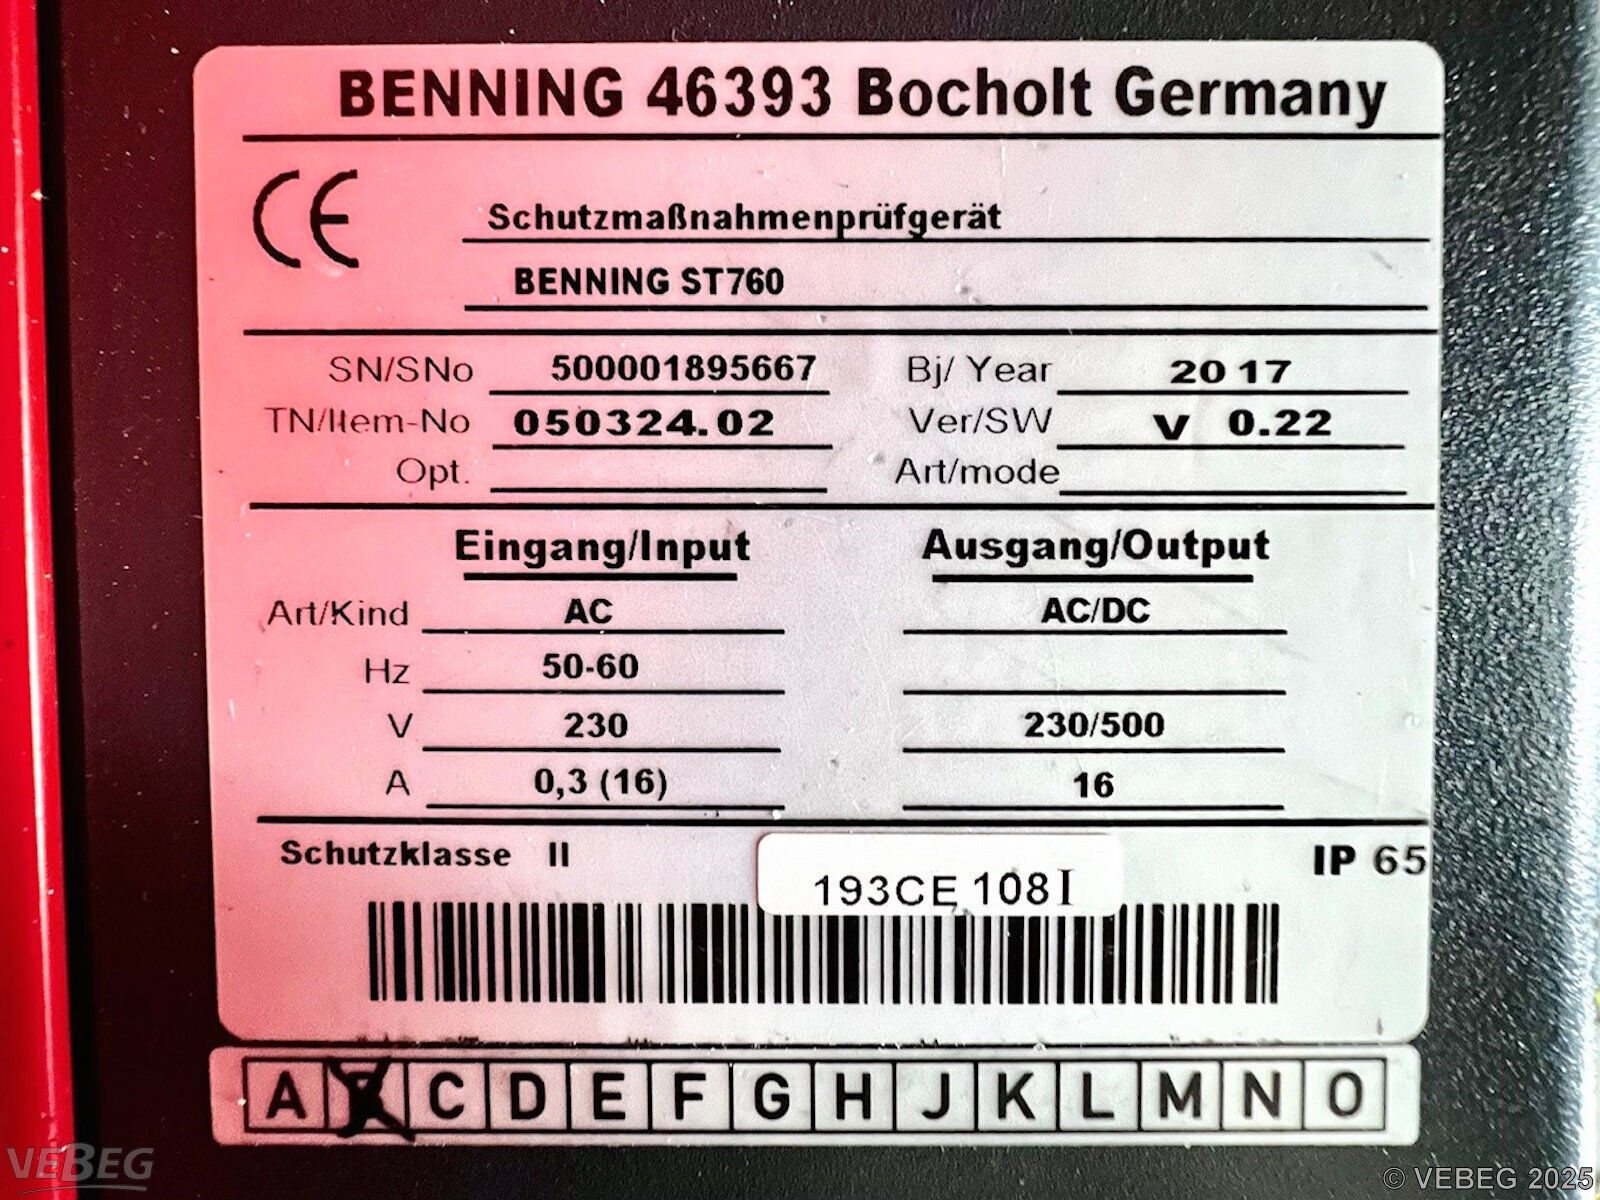 BENNING 46393 Bocholt Germany
CE
Schutzmaßnahmenprüfgerät
BENNING ST760
SN/SNo 500001895667 Bj/ Year 2017
TN/Item-No 050324.02 Ver/SW V 0.22
Opt. Art/mode
Eingang/Input Ausgang/Output
Art/Kind AC AC/DC
Hz 50-60
V 230 230/500
A 0,3 (16) 16
Schutzklasse II IP 65
193CE 108I
A C D E F G H J K L M N O
VEBEG
© VEBEG 2025